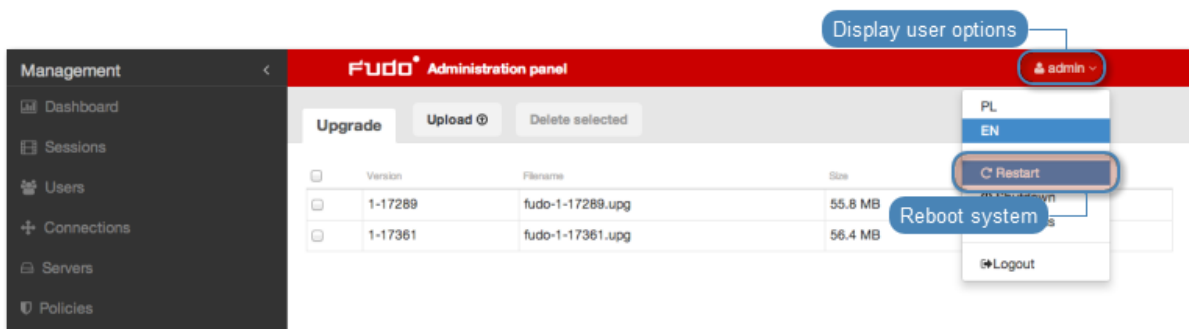 Display user options
Management
Fudo Administration panel
admin
Dashboard
Sessions
Users
Connections
Servers
Policies
Upgrade
Upload
Delete selected
Version Filename Size
1-17289 fudo-1-17289.upg 55.8 MB
1-17361 fudo-1-17361.upg 56.4 MB
PL
EN
Restart
Shutdown
Reboot system
Logout